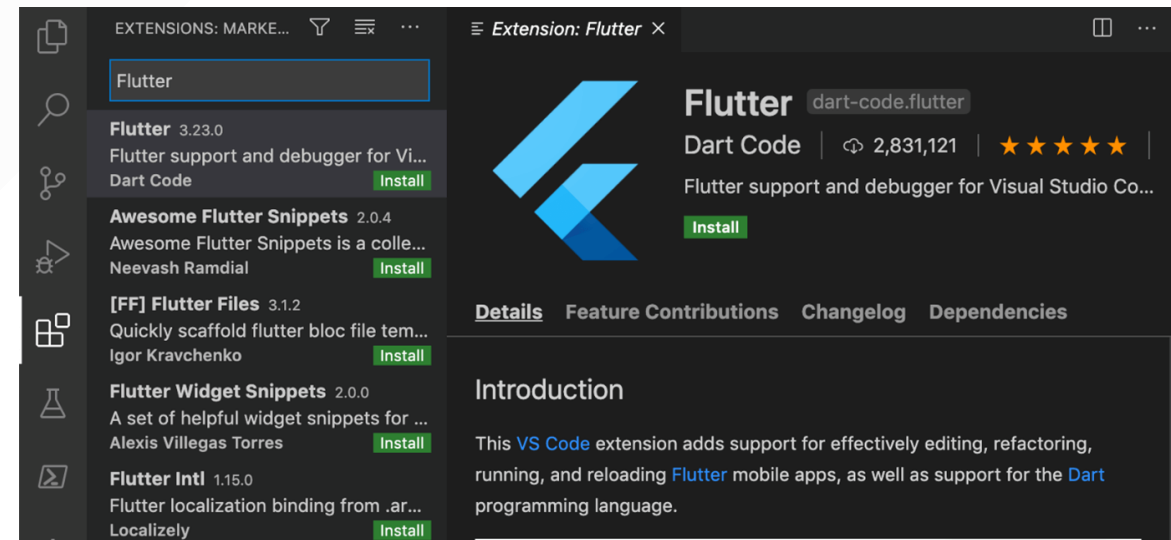 EXTENSIONS: MARKE...
Flutter
Flutter 3.23.0
Flutter support and debugger for Vi...
Dart Code Install
Awesome Flutter Snippets 2.0.4
Awesome Flutter Snippets is a colle...
Neevash Ramdial Install
[FF] Flutter Files 3.1.2
Quickly scaffold flutter bloc file tem...
Igor Kravchenko Install
Flutter Widget Snippets 2.0.0
A set of helpful widget snippets for ...
Alexis Villegas Torres Install
Flutter Intl 1.15.0
Flutter localization binding from .ar...
Localizely Install
Extension: Flutter
Flutter dart-code.flutter
Dart Code 2,831,121
Flutter support and debugger for Visual Studio Co...
Install
Details Feature Contributions Changelog Dependencies
Introduction
This VS Code extension adds support for effectively editing, refactoring,
running, and reloading Flutter mobile apps, as well as support for the Dart
programming language.